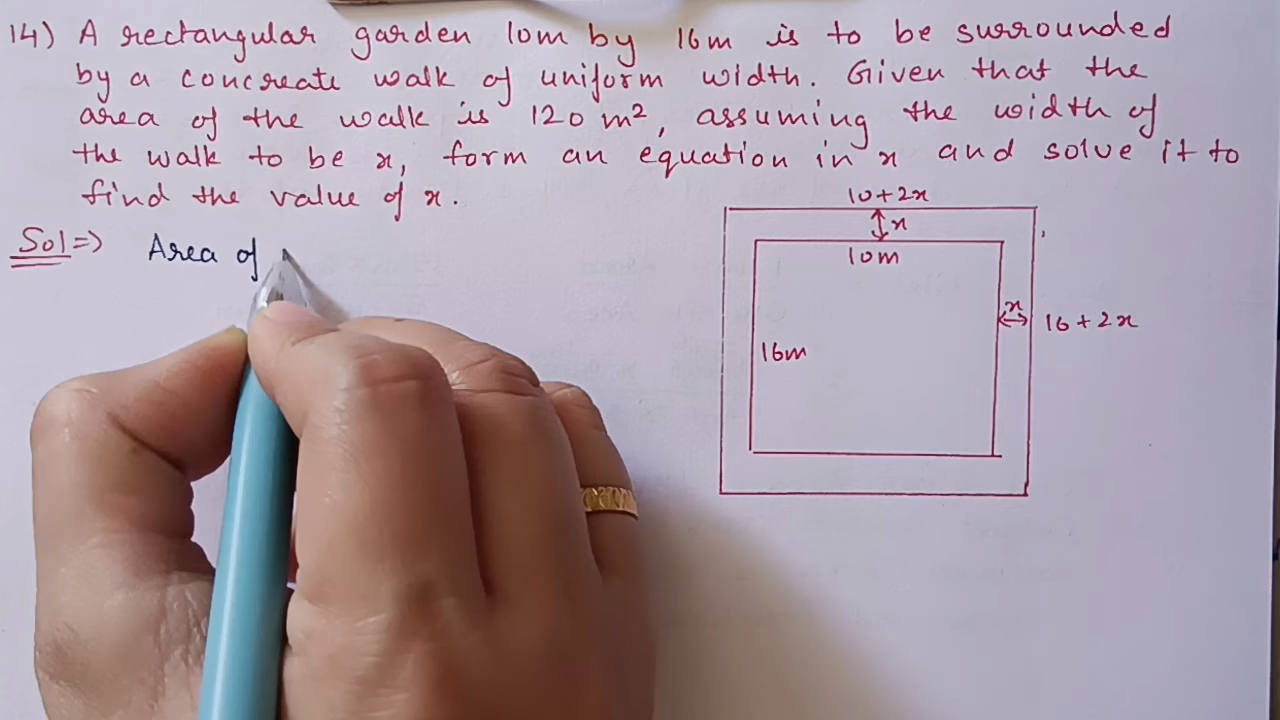 14) A rectangular garden 10m by 16m is to be surrounded
by a concreate walk of uniform width. Given that the
area of the walk is 120 m², assuming the width of
the walk to be x, form an equation in x and solve it to
find the value of x.
10+2x
x
Sol=> Area of
10m
x
16+2x
16m